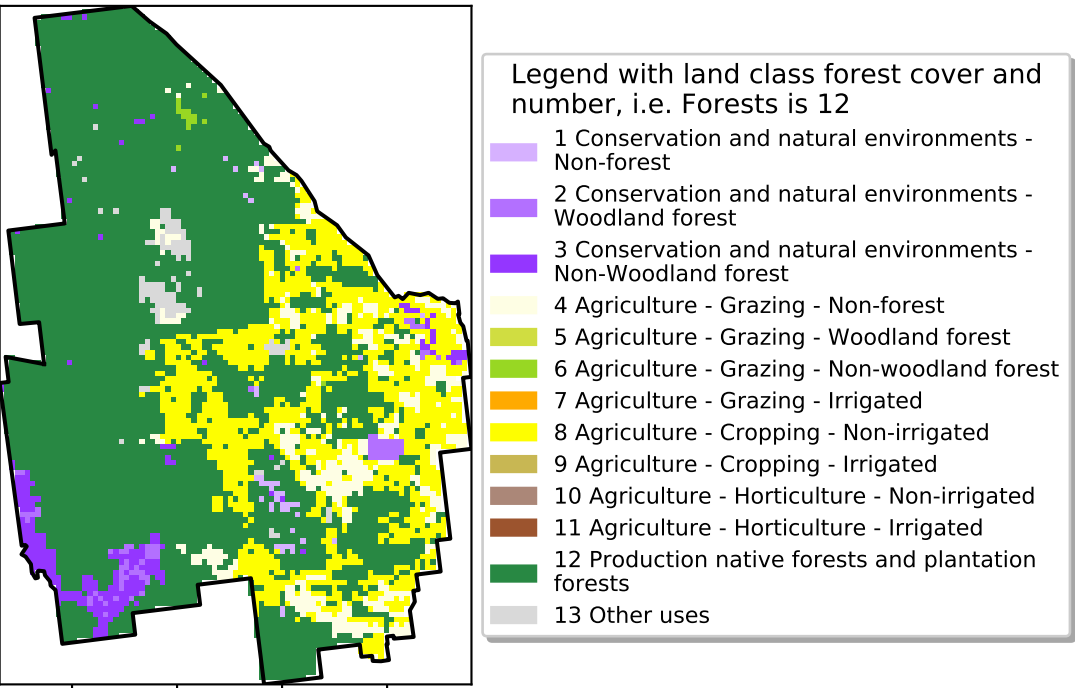 Legend with land class forest cover and
number, i.e. Forests is 12
1 Conservation and natural environments -
Non-forest
2 Conservation and natural environments -
Woodland forest
3 Conservation and natural environments -
Non-Woodland forest
4 Agriculture - Grazing - Non-forest
5 Agriculture - Grazing - Woodland forest
6 Agriculture - Grazing - Non-woodland forest
7 Agriculture - Grazing - Irrigated
8 Agriculture - Cropping - Non-irrigated
9 Agriculture - Cropping - Irrigated
10 Agriculture - Horticulture - Non-irrigated
11 Agriculture - Horticulture - Irrigated
12 Production native forests and plantation
forests
13 Other uses